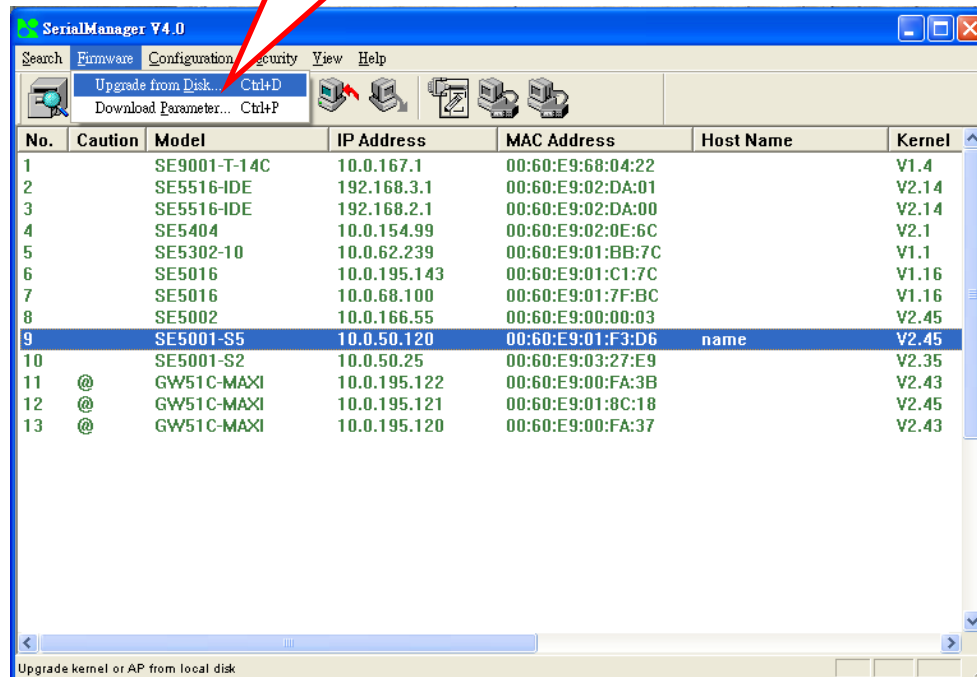 SerialManager V4.0
Search Firmware Configuration Security View Help
Upgrade from Disk... Ctrl+D
Download Parameter... Ctrl+P
No. Caution Model IP Address MAC Address Host Name Kernel
1 SE9001-T-14C 10.0.167.1 00:60:E9:68:04:22 V1.4
2 SE5516-IDE 192.168.3.1 00:60:E9:02:DA:01 V2.14
3 SE5516-IDE 192.168.2.1 00:60:E9:02:DA:00 V2.14
4 SE5404 10.0.154.99 00:60:E9:02:0E:6C V2.1
5 SE5302-10 10.0.62.239 00:60:E9:01:BB:7C V1.1
6 SE5016 10.0.195.143 00:60:E9:01:C1:7C V1.16
7 SE5016 10.0.68.100 00:60:E9:01:7F:BC V1.16
8 SE5002 10.0.166.55 00:60:E9:00:00:03 V2.45
9 SE5001-S5 10.0.50.120 00:60:E9:01:F3:D6 name V2.45
10 SE5001-S2 10.0.50.25 00:60:E9:03:27:E9 V2.35
11 @ GW51C-MAXI 10.0.195.122 00:60:E9:00:FA:3B V2.43
12 @ GW51C-MAXI 10.0.195.121 00:60:E9:01:8C:18 V2.45
13 @ GW51C-MAXI 10.0.195.120 00:60:E9:00:FA:37 V2.43
Upgrade kernel or AP from local disk